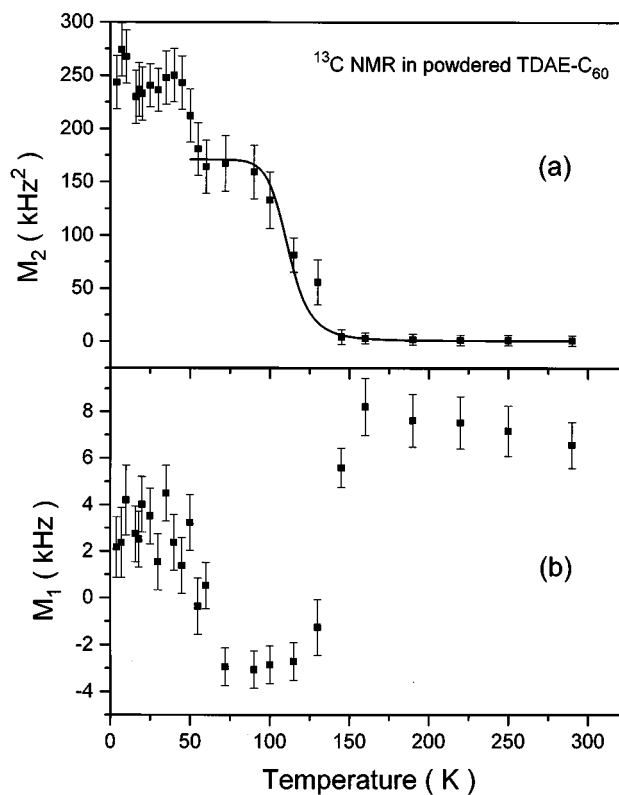 300
¹³C NMR in powdered TDAE-C₆₀
250
200
(a)
150
100
50
0
M₂ ( kHz² )
8
6
4
2
(b)
0
-2
-4
M₁ ( kHz )
0 50 100 150 200 250 300
Temperature ( K )